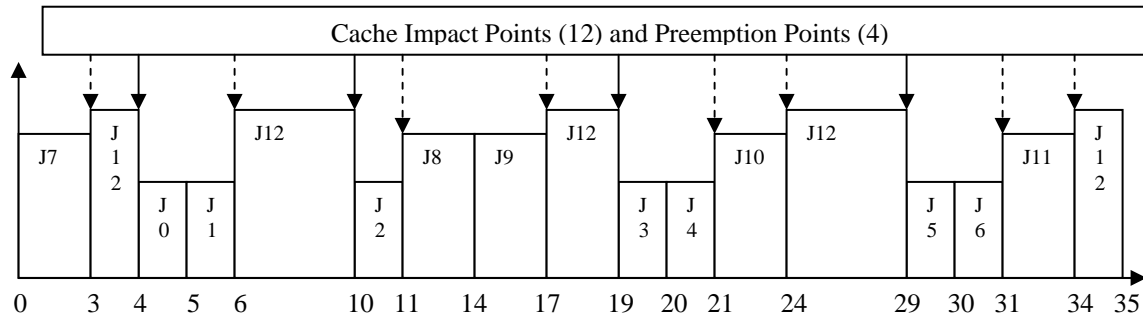 Cache Impact Points (12) and Preemption Points (4)
J7
J
1
2
J
0
J
1
J12
J
2
J8
J9
J12
J
3
J
4
J10
J12
J
5
J
6
J11
J
1
2
0 3 4 5 6 10 11 14 17 19 20 21 24 29 30 31 34 35